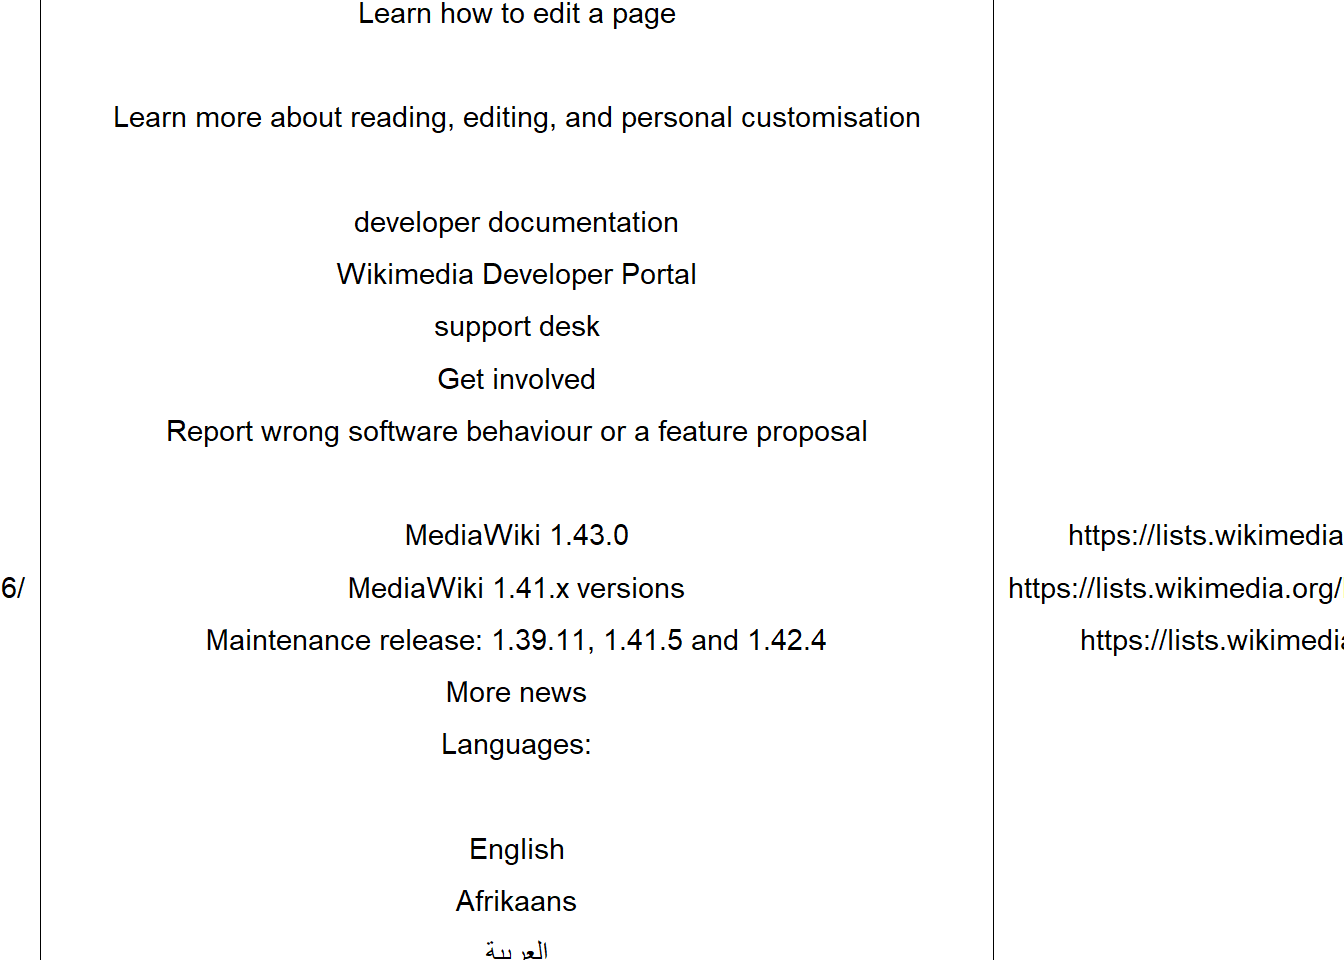 Learn how to edit a page
Learn more about reading, editing, and personal customisation
developer documentation
Wikimedia Developer Portal
support desk
Get involved
Report wrong software behaviour or a feature proposal
MediaWiki 1.43.0 https://lists.wikimedia
6/ MediaWiki 1.41.x versions https://lists.wikimedia.org/
Maintenance release: 1.39.11, 1.41.5 and 1.42.4 https://lists.wikimedia
More news
Languages:
English
Afrikaans
العربية